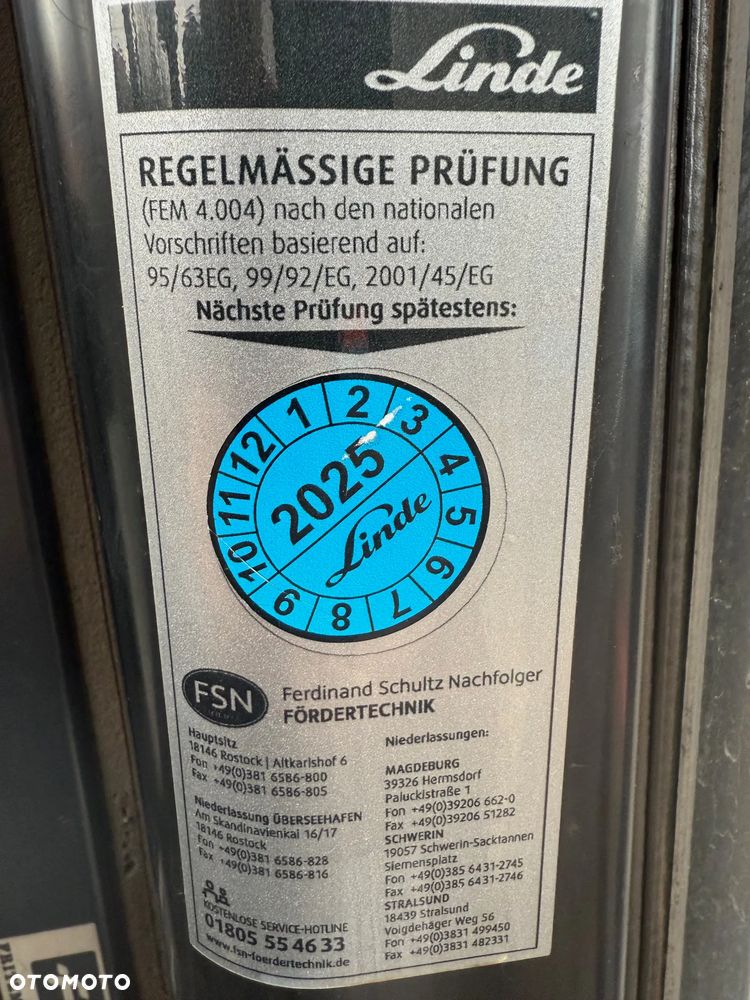 Linde
REGELMÄSSIGE PRÜFUNG
(FEM 4.004) nach den nationalen
Vorschriften basierend auf:
95/63EG, 99/92/EG, 2001/45/EG
Nächste Prüfung spätestens:
1 2 3 4 5 6 7 8 9 10 11 12
2025
Linde
FSN
Ferdinand Schultz Nachfolger
FÖRDERTECHNIK
Hauptsitz
18146 Rostock | Altkarlshof 6
Fon +49(0)381 6586-800
Fax +49(0)381 6586-805
Niederlassung ÜBERSEEHAFEN
Am Skandinavienkai 16/17
18146 Rostock
Fon +49(0)381 6586-828
Fax +49(0)381 6586-816
KOSTENLOSE SERVICE-HOTLINE
01805 55 46 33
www.fsn-foerdertechnik.de
Niederlassungen:
MAGDEBURG
39326 Hermsdorf
Paluckistraße 1
Fon +49(0)39206 662-0
Fax +49(0)39206 51282
SCHWERIN
19057 Schwerin-Sacktannen
Siemensplatz
Fon +49(0)385 6431-2745
Fax +49(0)385 6431-2746
STRALSUND
18439 Stralsund
Voigdehäger Weg 56
Fon +49(0)3831 499450
Fax +49(0)3831 482331
OTOMOTO